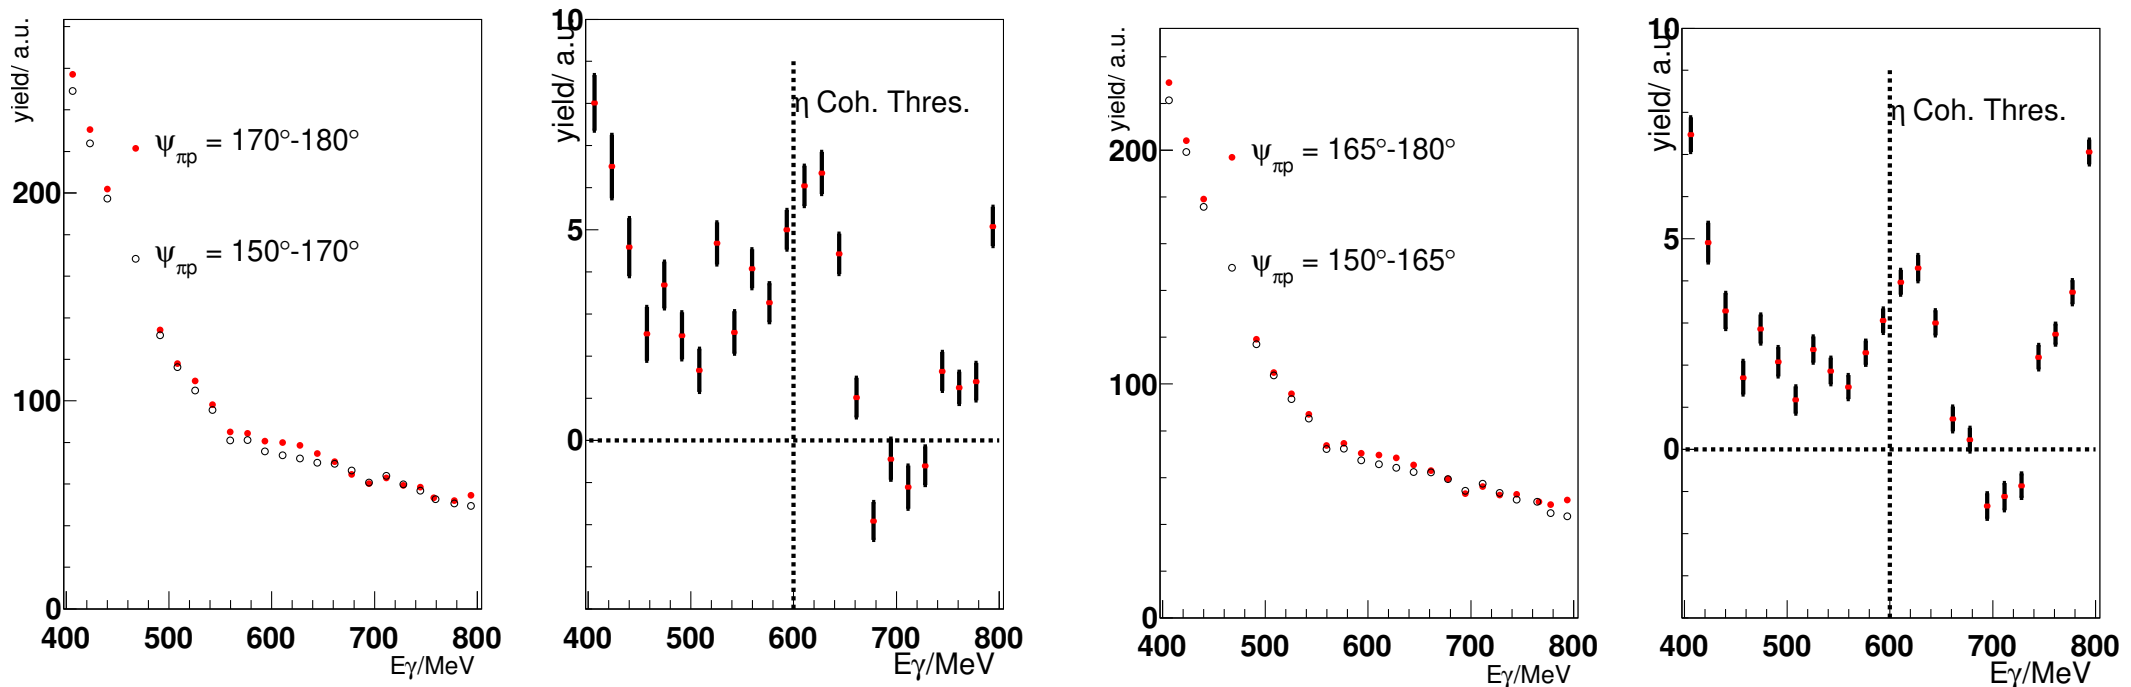 yield/ a.u.
200
100
0
ψπp = 170°-180°
ψπp = 150°-170°
400 500 600 700 800
Eγ/MeV
yield/ a.u.
10
5
0
η Coh. Thres.
400 500 600 700 800
Eγ/MeV
yield/ a.u.
200
100
0
ψπp = 165°-180°
ψπp = 150°-165°
400 500 600 700 800
Eγ/MeV
yield/ a.u.
10
5
0
η Coh. Thres.
400 500 600 700 800
Eγ/MeV